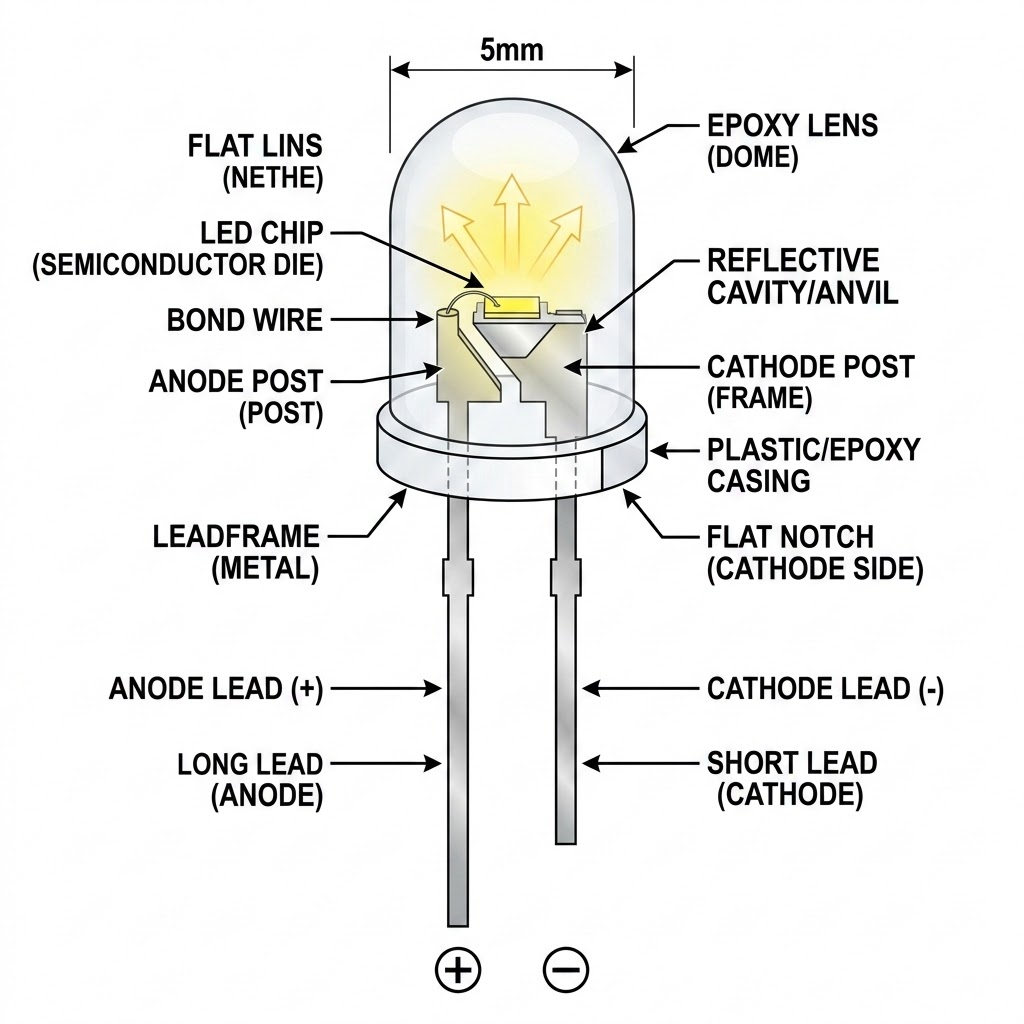 5mm
FLAT LINS
(NETHE)
LED CHIP
(SEMICONDUCTOR DIE)
BOND WIRE
ANODE POST
(POST)
LEADFRAME
(METAL)
ANODE LEAD (+)
LONG LEAD
(ANODE)
EPOXY LENS
(DOME)
REFLECTIVE
CAVITY/ANVIL
CATHODE POST
(FRAME)
PLASTIC/EPOXY
CASING
FLAT NOTCH
(CATHODE SIDE)
CATHODE LEAD (-)
SHORT LEAD
(CATHODE)
+
−